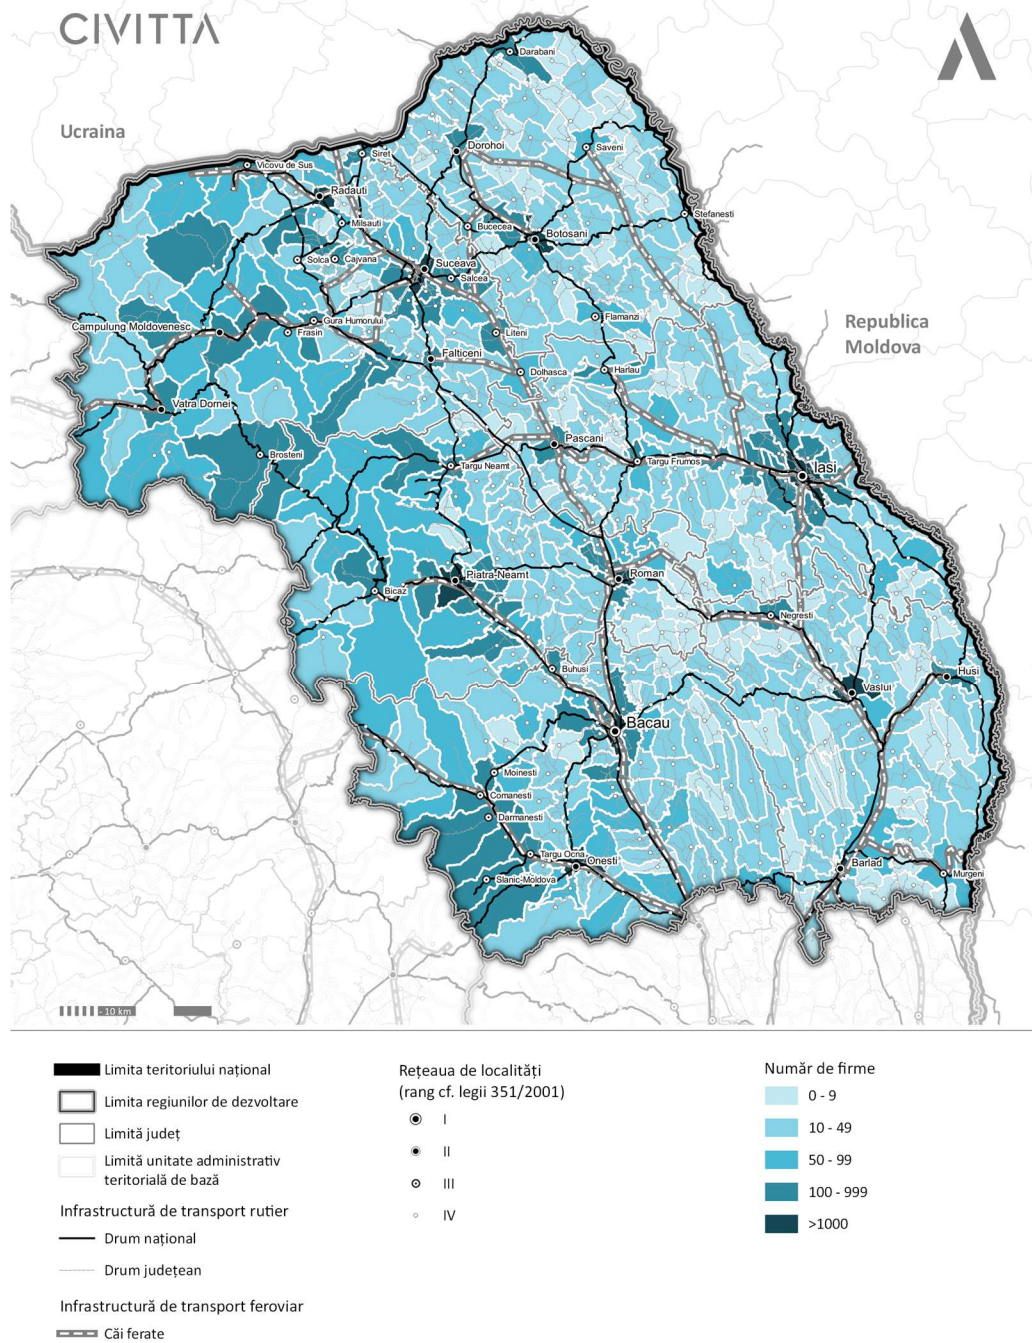 CIVITTA
Darabani
Ucraina
Dorohoi
Saveni
Siret
Vicovu de Sus
Radauti
Stefanesti
Milsauti
Bucecea
Botosani
Solca
Cajvana
Suceava
Salcea
Republica
Moldova
Flamanzi
Gura Humorului
Campulung Moldovenesc
Frasin
Liteni
Falticeni
Harlau
Dolhasca
Vatra Dornei
Pascani
Brosteni
Targu Neamt
Targu Frumos
Iasi
Piatra-Neamt
Roman
Bicaz
Negresti
Buhusi
Husi
Vaslui
Bacau
Moinesti
Comanesti
Darmanesti
Targu Ocna
Onesti
Barlad
Slanic-Moldova
Murgeni
10 km
Limita teritoriului național
Limita regiunilor de dezvoltare
Limită județ
Limită unitate administrativ
teritorială de bază
Infrastructură de transport rutier
Drum național
Drum județean
Infrastructură de transport feroviar
Căi ferate
Rețeaua de localități
(rang cf. legii 351/2001)
I
II
III
IV
Număr de firme
0 - 9
10 - 49
50 - 99
100 - 999
>1000